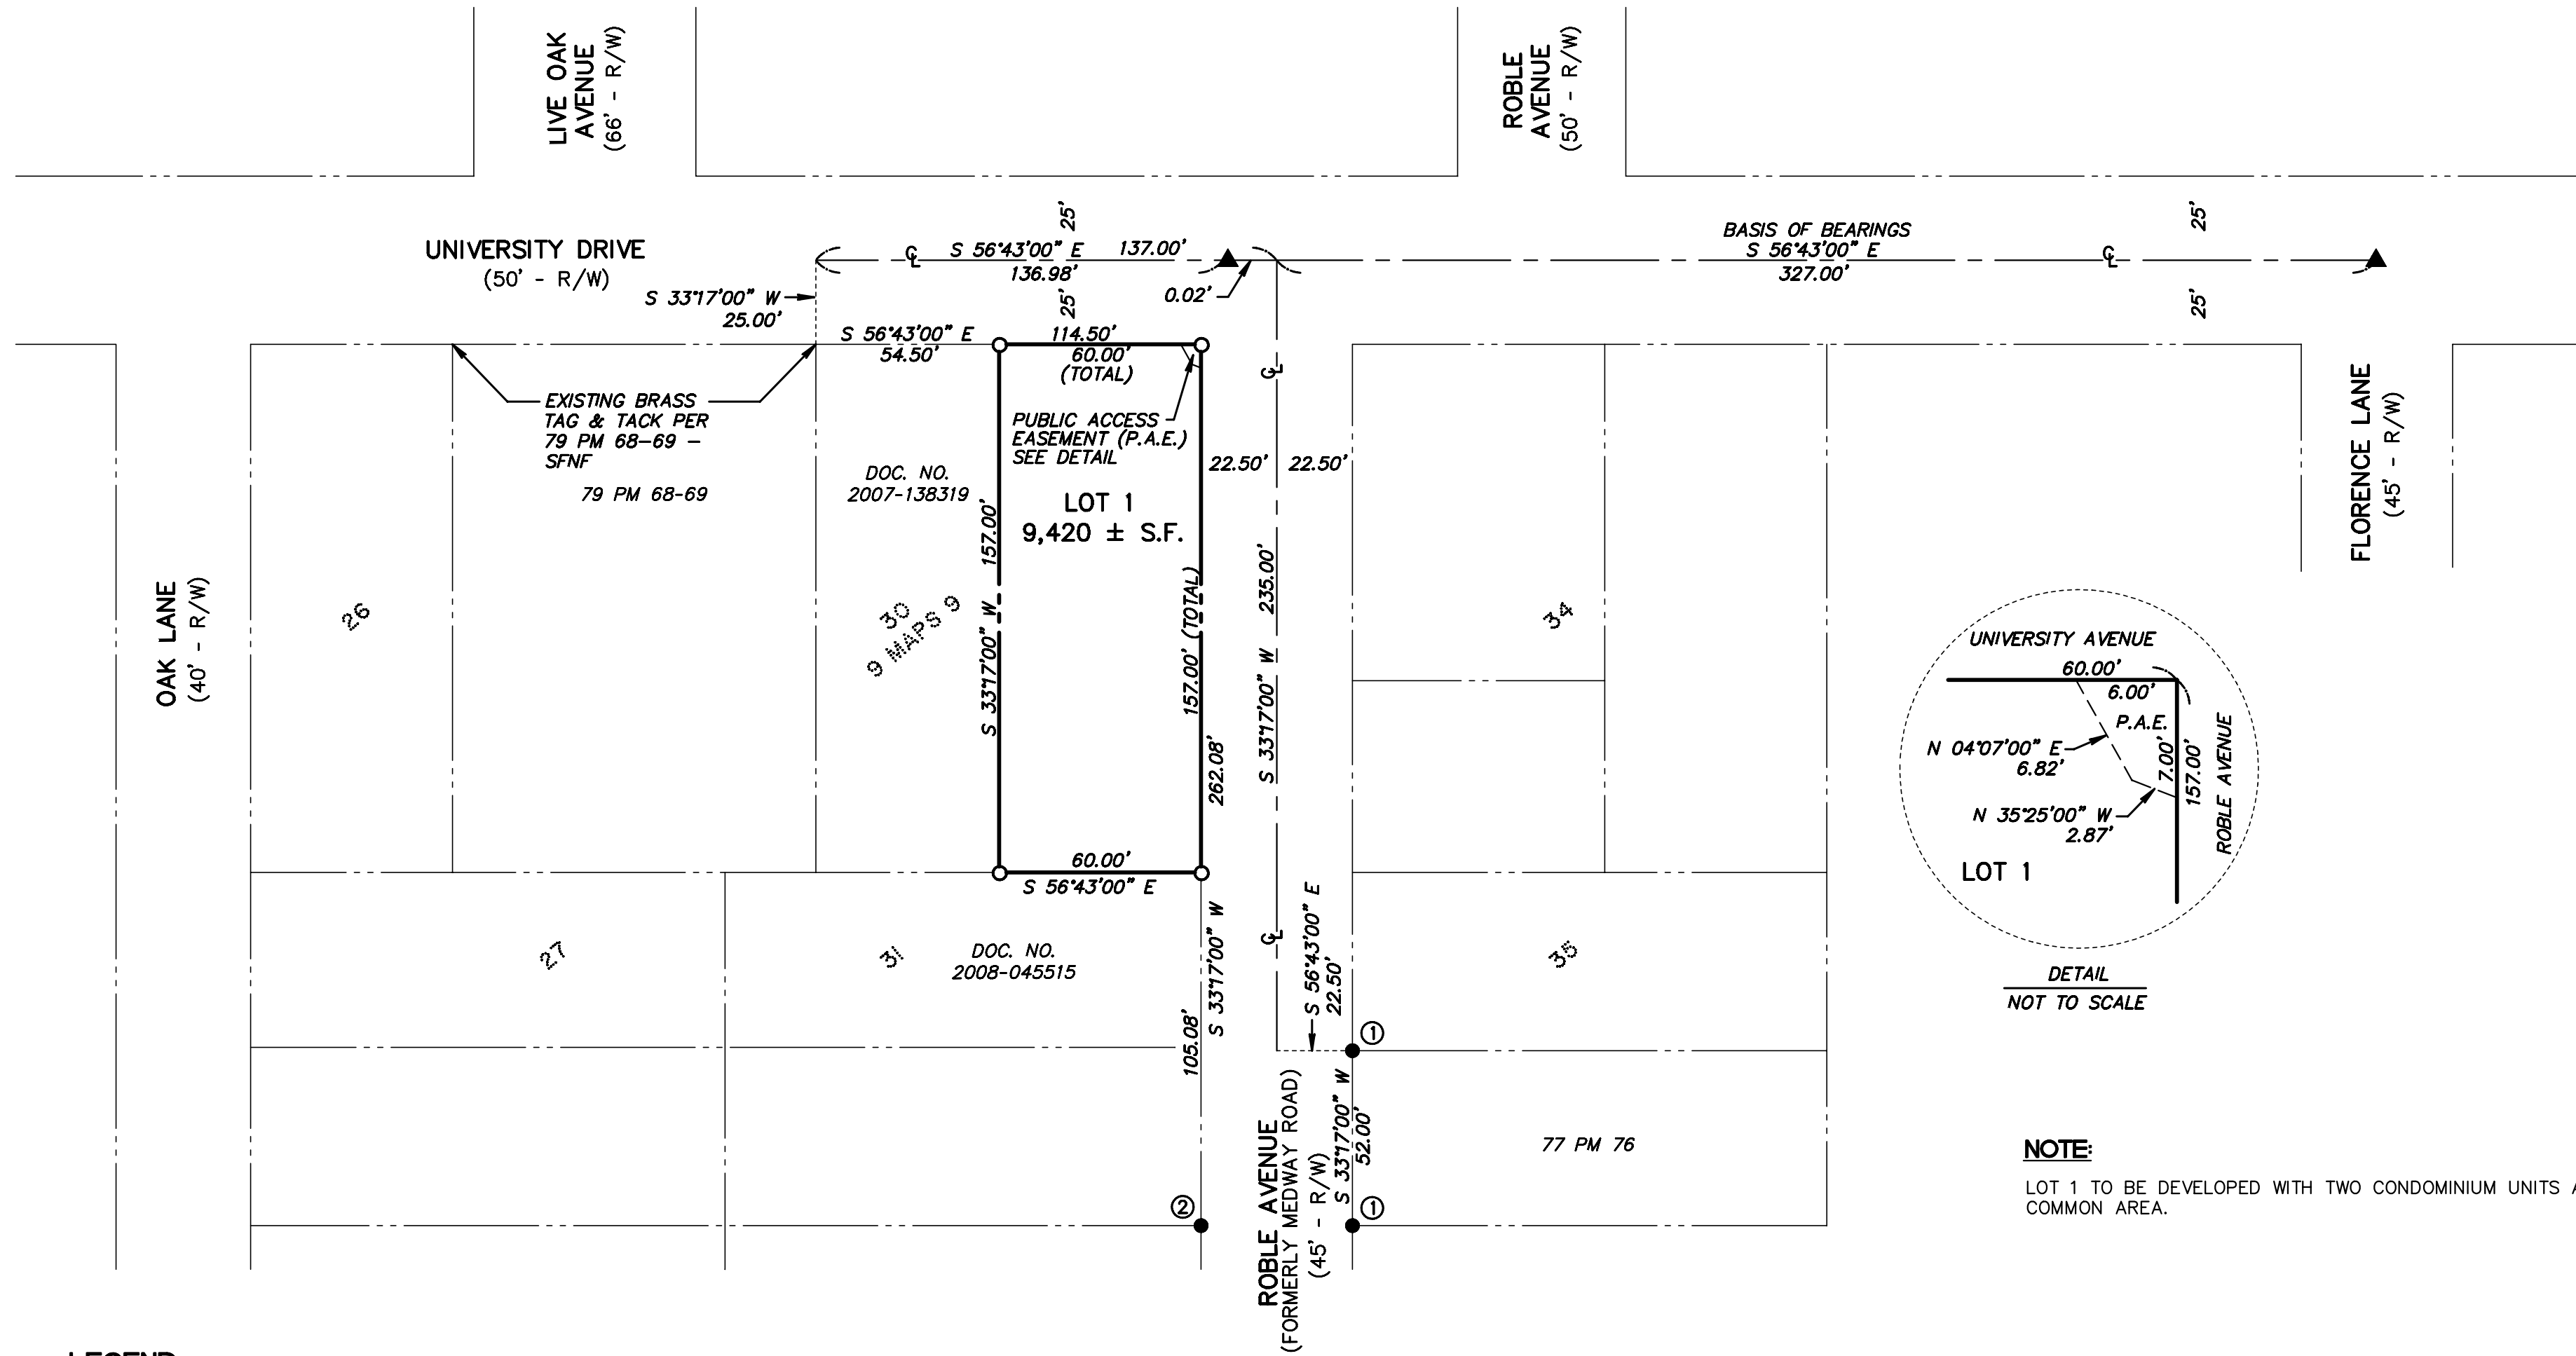 LIVE OAK
AVENUE
(66' - R/W)
ROBLE
AVENUE
(50' - R/W)
UNIVERSITY DRIVE
(50' - R/W)
25'
S 56°43'00" E 137.00'
136.98'
25'
0.02'
BASIS OF BEARINGS
S 56°43'00" E
327.00'
25'
25'
S 33°17'00" W
25.00'
S 56°43'00" E
54.50'
114.50'
60.00'
(TOTAL)
EXISTING BRASS
TAG & TACK PER
79 PM 68-69 -
SFNF
79 PM 68-69
DOC. NO.
2007-138319
PUBLIC ACCESS
EASEMENT (P.A.E.)
SEE DETAIL
LOT 1
9,420 ± S.F.
22.50'
22.50'
S 33°17'00" W
157.00'
157.00' (TOTAL)
262.08'
S 33°17'00" W 235.00'
OAK LANE
(40' - R/W)
26
30
9 MAPS 9
34
FLORENCE LANE
(45' - R/W)
60.00'
S 56°43'00" E
27
31
DOC. NO.
2008-045515
S 33°17'00" W
105.08'
S 56°43'00" E
22.50'
35
1
S 33°17'00" W
52.00'
77 PM 76
2
1
ROBLE AVENUE
(FORMERLY MEDWAY ROAD)
(45' - R/W)
UNIVERSITY AVENUE
60.00'
6.00'
P.A.E.
N 04°07'00" E
6.82'
7.00'
157.00'
ROBLE AVENUE
N 35°25'00" W
2.87'
LOT 1
DETAIL
NOT TO SCALE
NOTE:
LOT 1 TO BE DEVELOPED WITH TWO CONDOMINIUM UNITS
COMMON AREA.
LEGEND